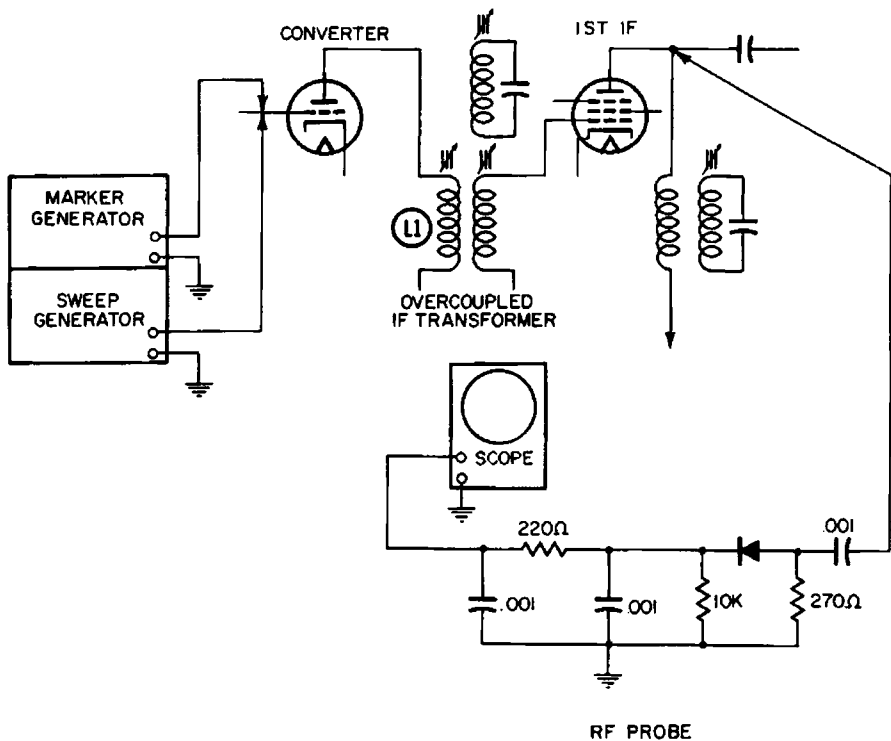 CONVERTER
1ST IF
MARKER
GENERATOR
SWEEP
GENERATOR
L1
OVERCOUPLED
IF TRANSFORMER
SCOPE
220Ω
.001
.001
.001
10K
270Ω
RF PROBE